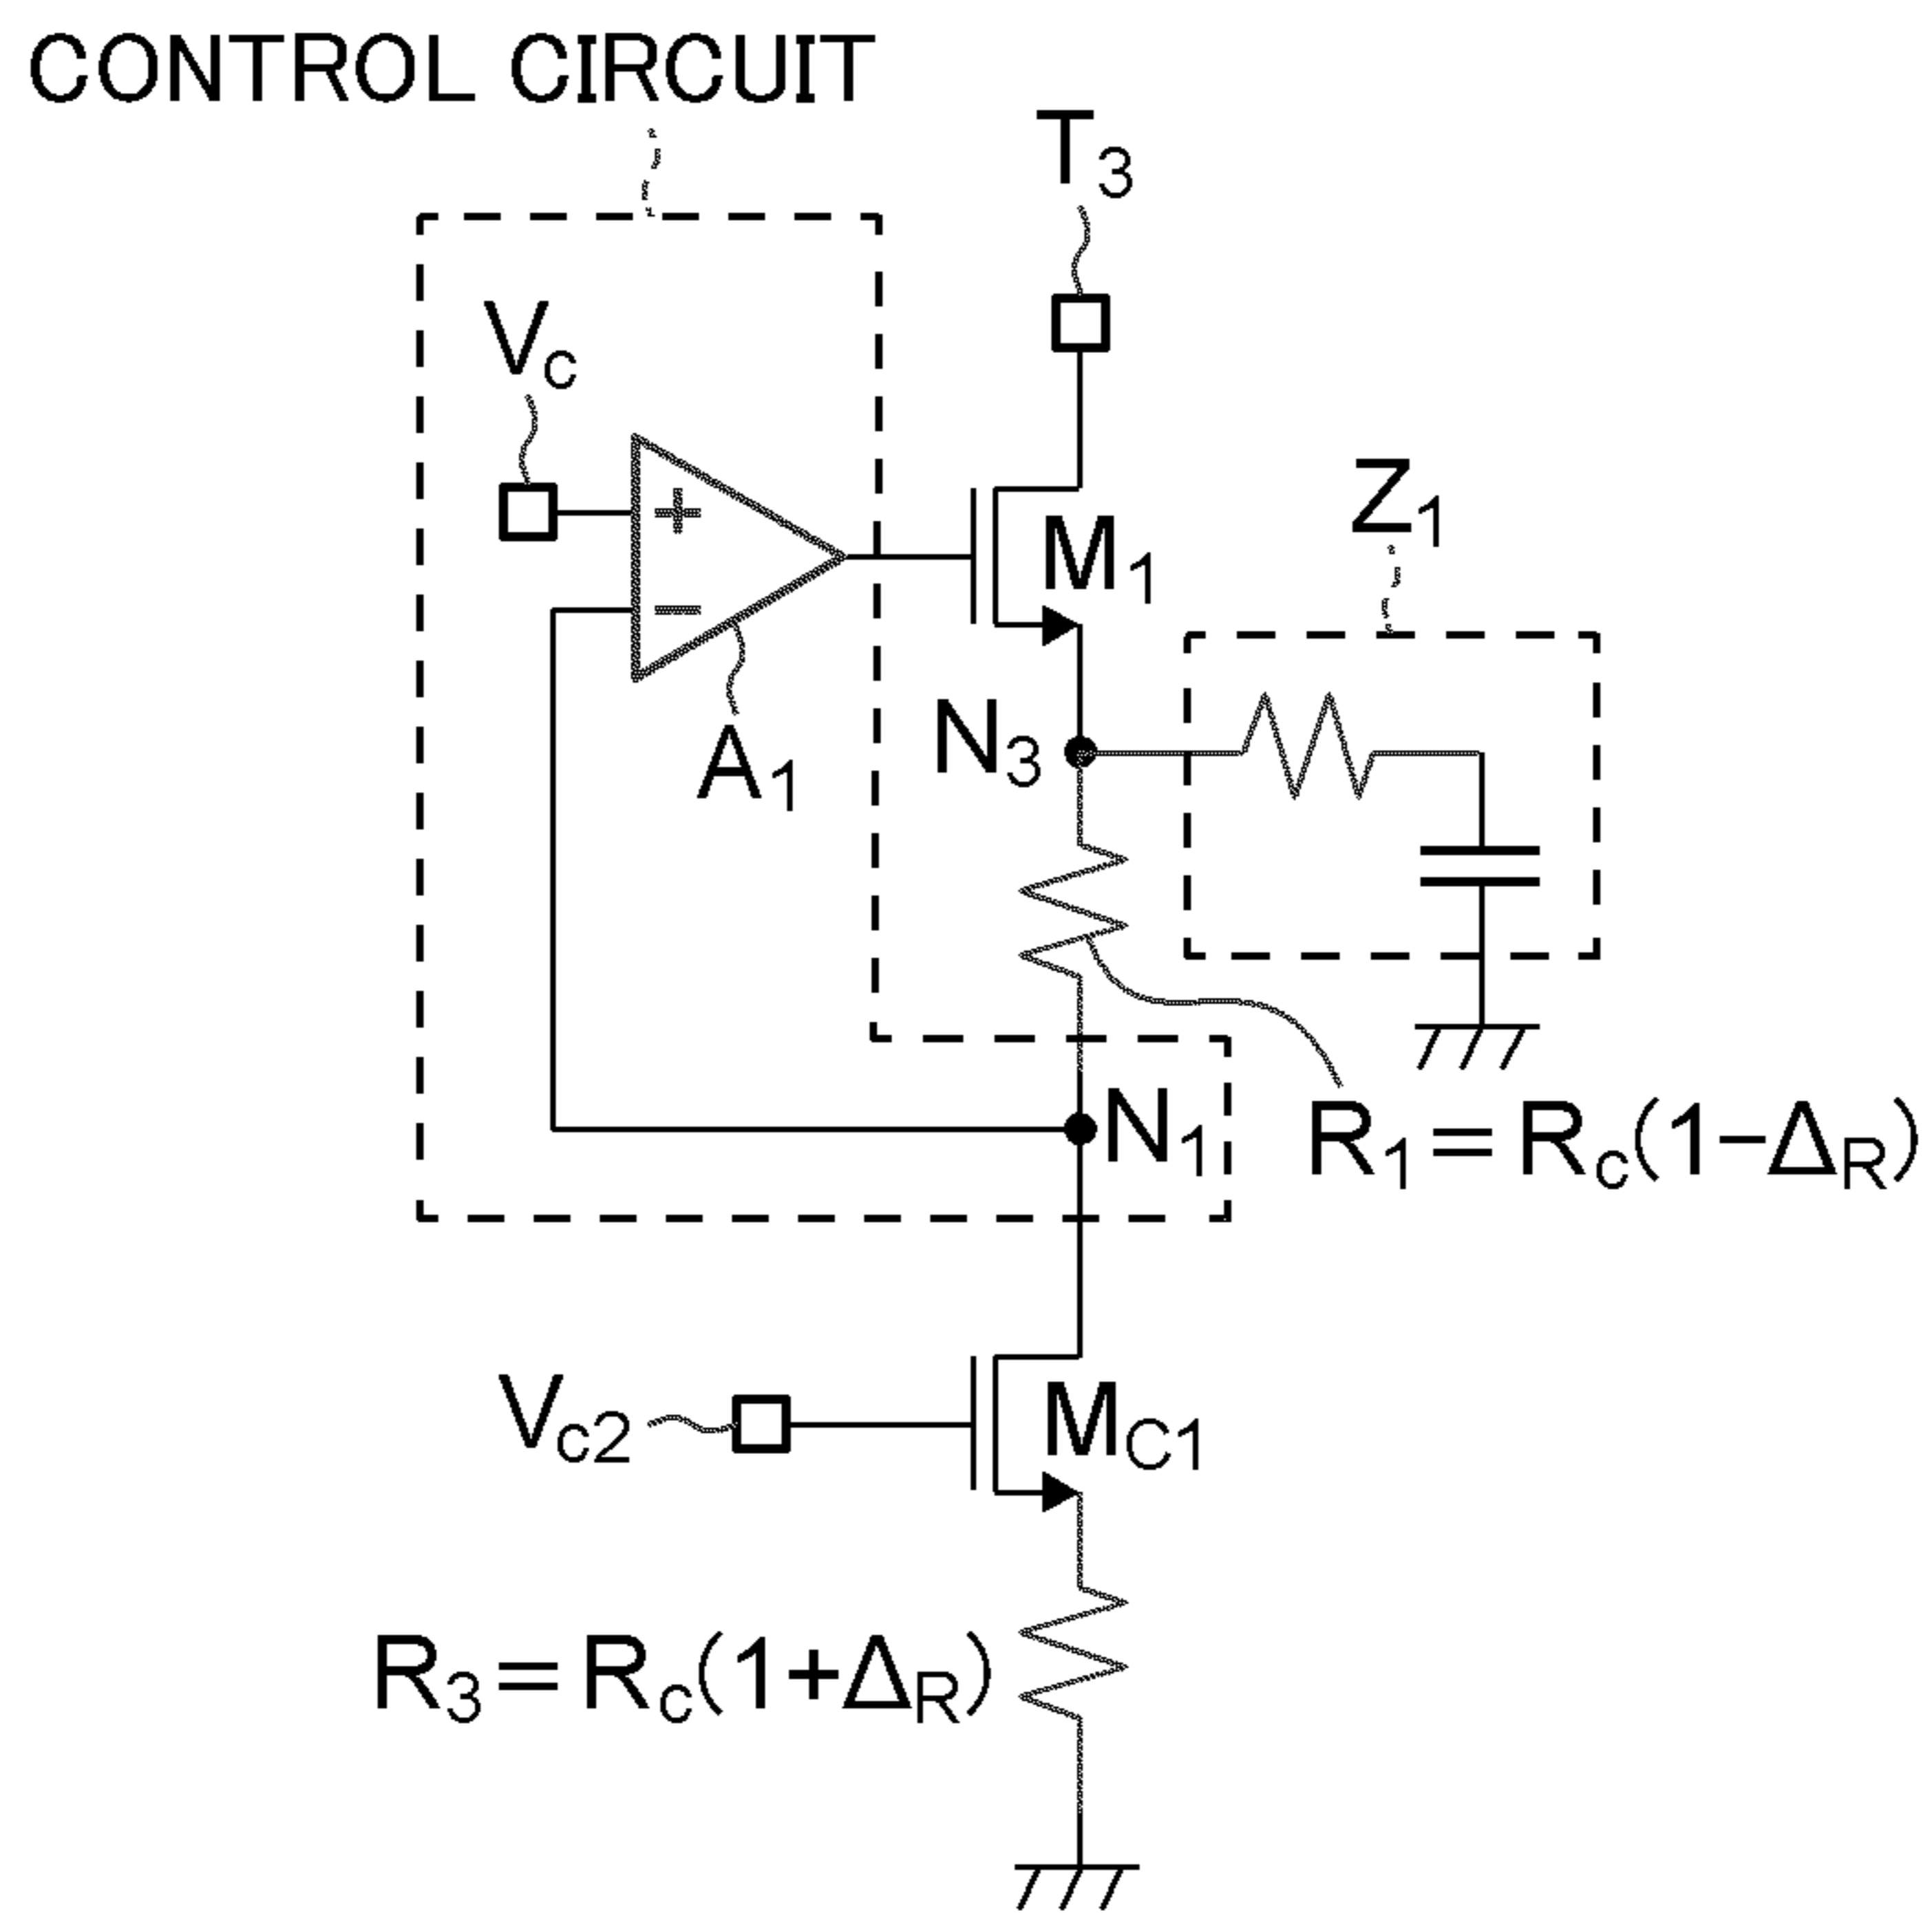 CONTROL CIRCUIT
T3
Vc
+
M1
Z1
−
N3
A1
N1
R1=Rc(1−ΔR)
Vc2
MC1
R3=Rc(1+ΔR)